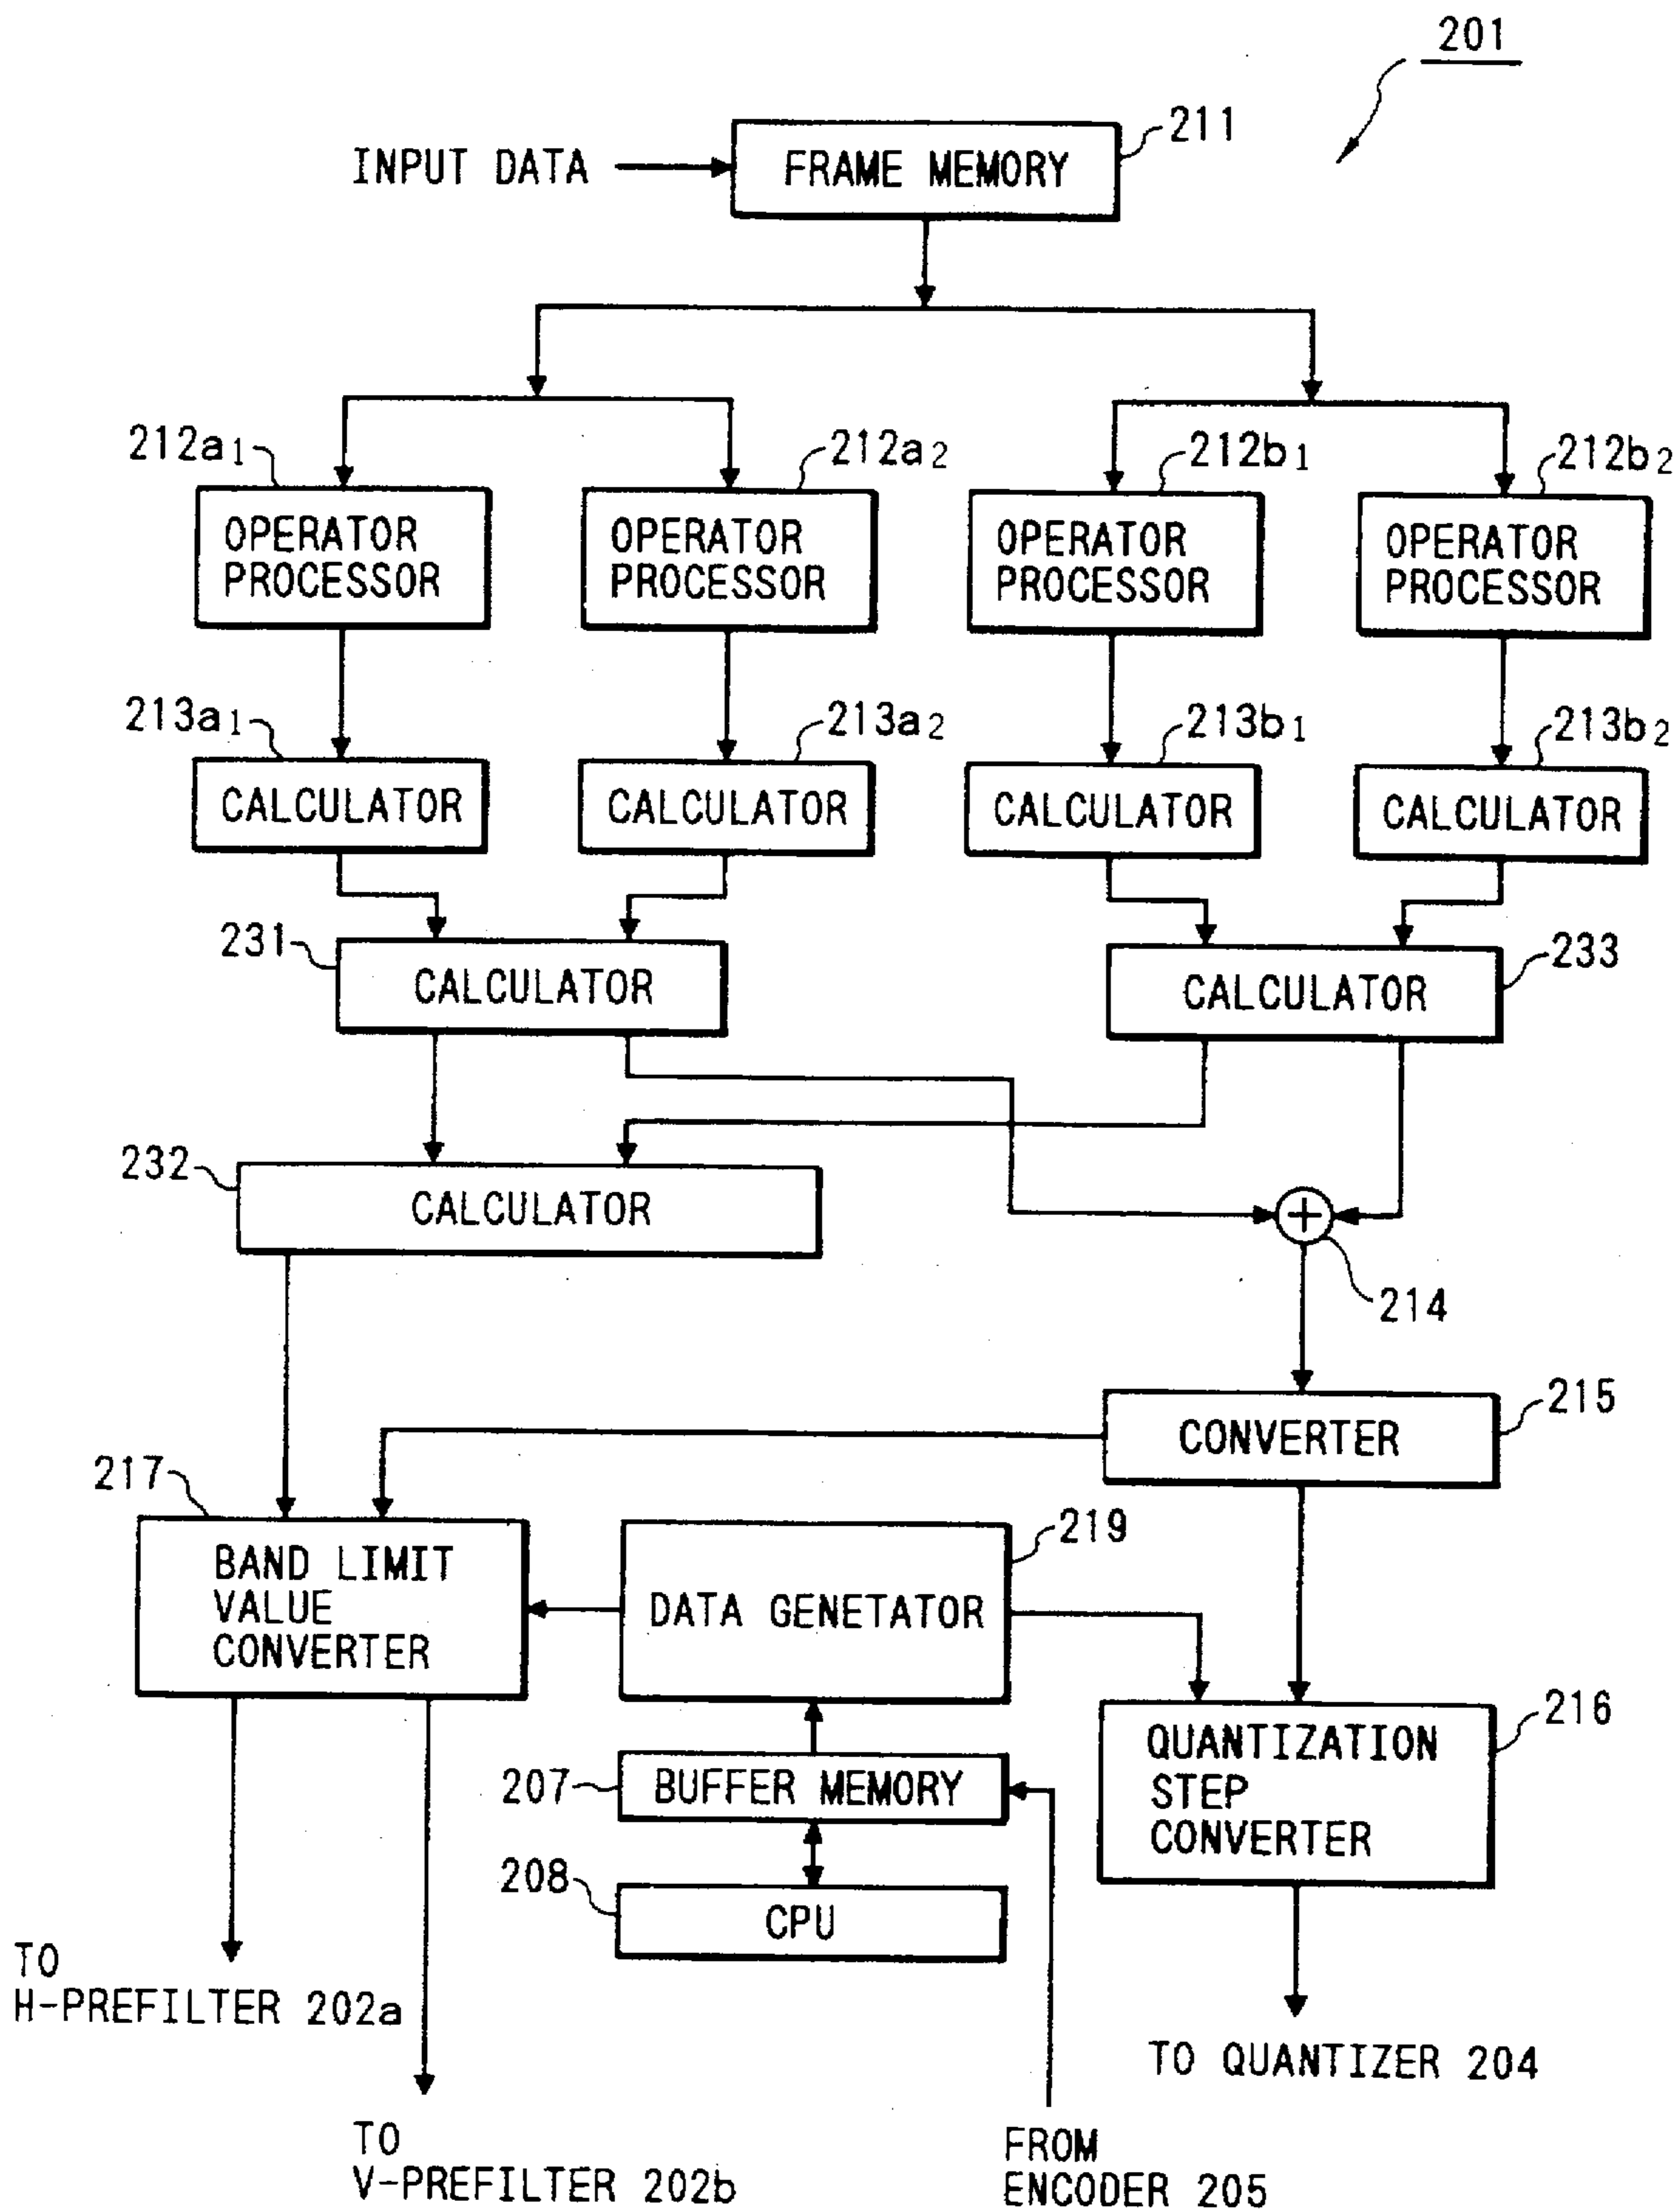 201
211
INPUT DATA
FRAME MEMORY
212a1
212a2
212b1
212b2
OPERATOR
PROCESSOR
OPERATOR
PROCESSOR
OPERATOR
PROCESSOR
OPERATOR
PROCESSOR
213a1
213a2
213b1
213b2
CALCULATOR
CALCULATOR
CALCULATOR
CALCULATOR
231
CALCULATOR
233
CALCULATOR
232
CALCULATOR
+
214
215
CONVERTER
217
BAND LIMIT
VALUE
CONVERTER
219
DATA GENETATOR
216
QUANTIZATION
STEP
CONVERTER
207
BUFFER MEMORY
208
CPU
TO
H-PREFILTER 202a
TO QUANTIZER 204
TO
V-PREFILTER 202b
FROM
ENCODER 205